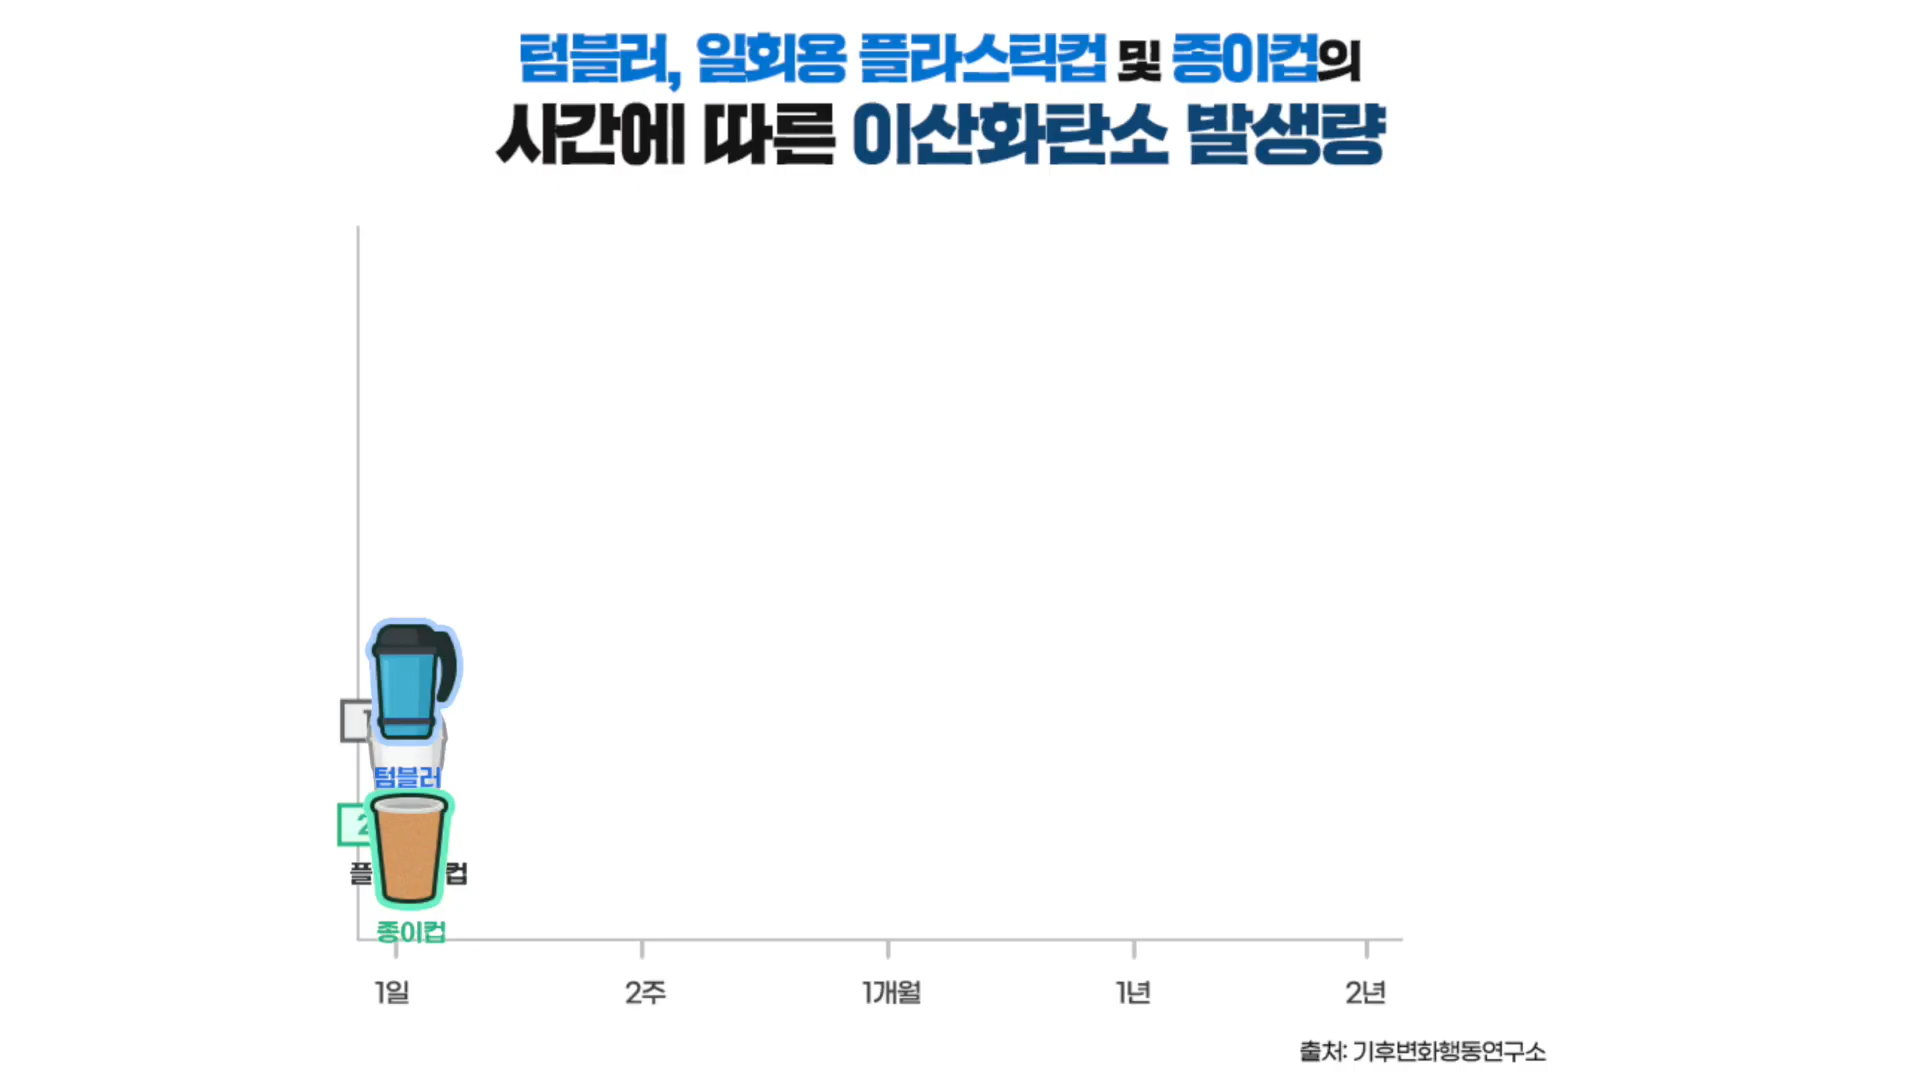 텀블러, 일회용 플라스틱컵 및 종이컵의
시간에 따른 이산화탄소 발생량
텀블러
종이컵
1일 2주 1개월 1년 2년
출처: 기후변화행동연구소